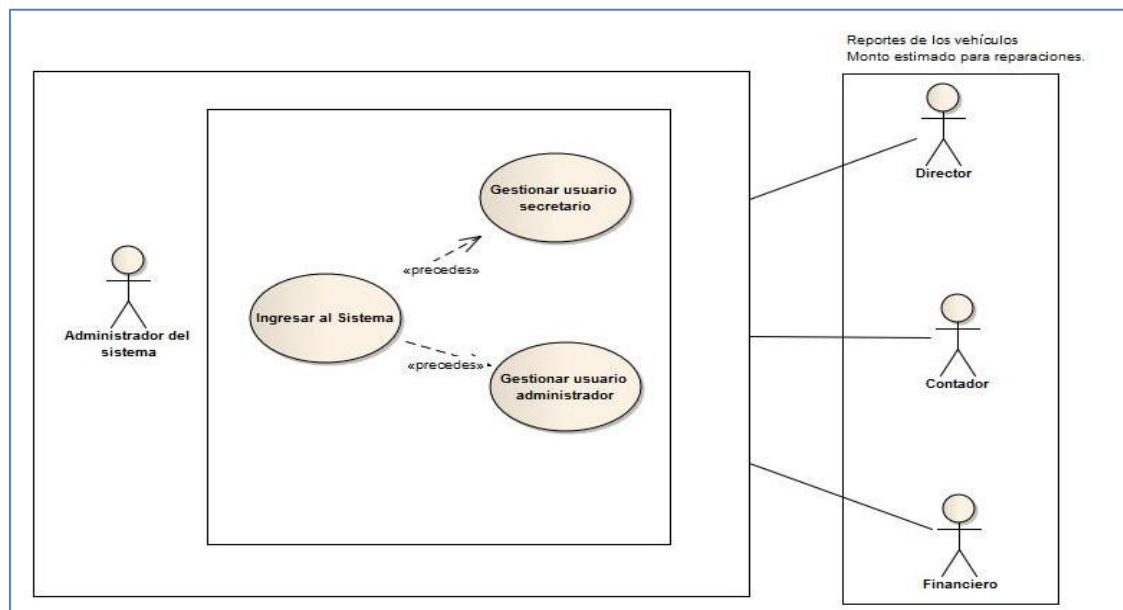 Reportes de los vehículos
Monto estimado para reparaciones.
Director
Gestionar usuario
secretario
«precedes»
Ingresar al Sistema
Administrador del
sistema
«precedes»
Gestionar usuario
administrador
Contador
Financiero